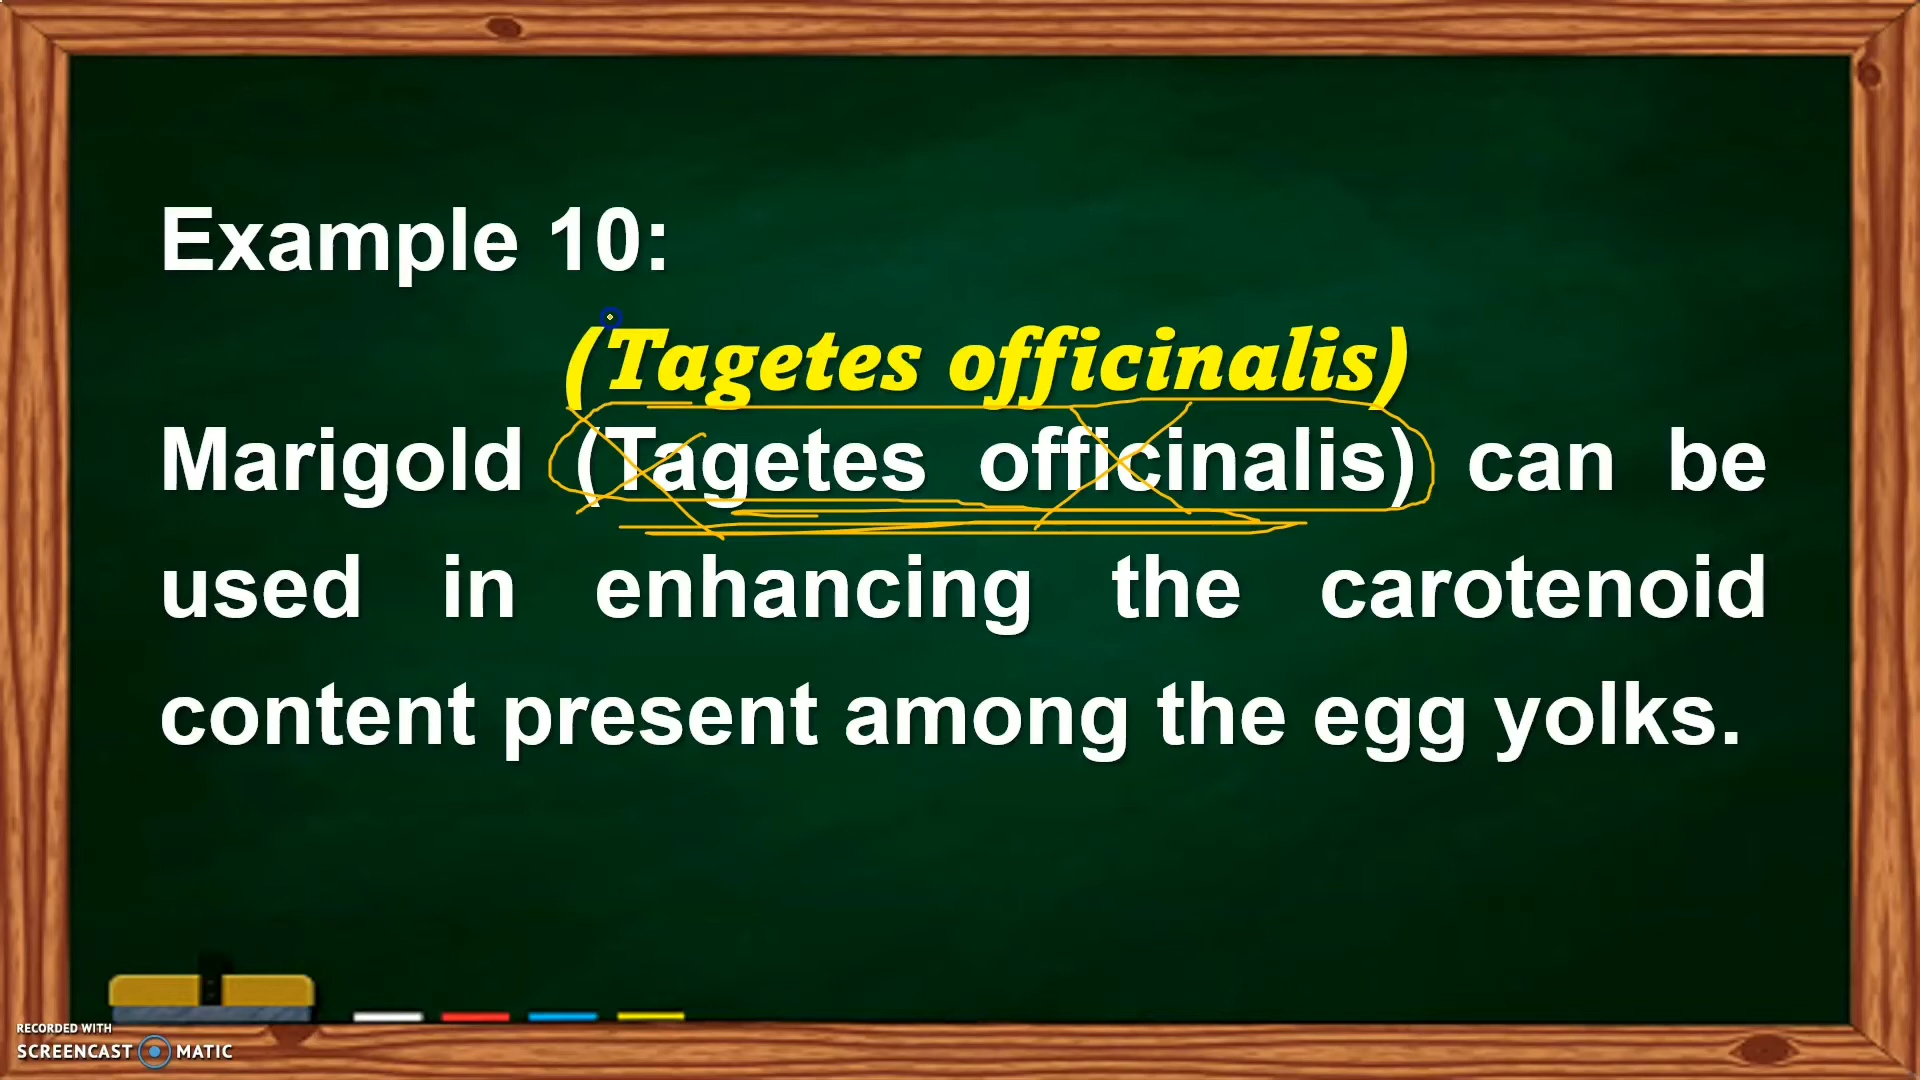 Example 10:
(Tagetes officinalis)
Marigold (Tagetes officinalis) can be
used in enhancing the carotenoid
content present among the egg yolks.
RECORDED WITH
SCREENCAST MATIC